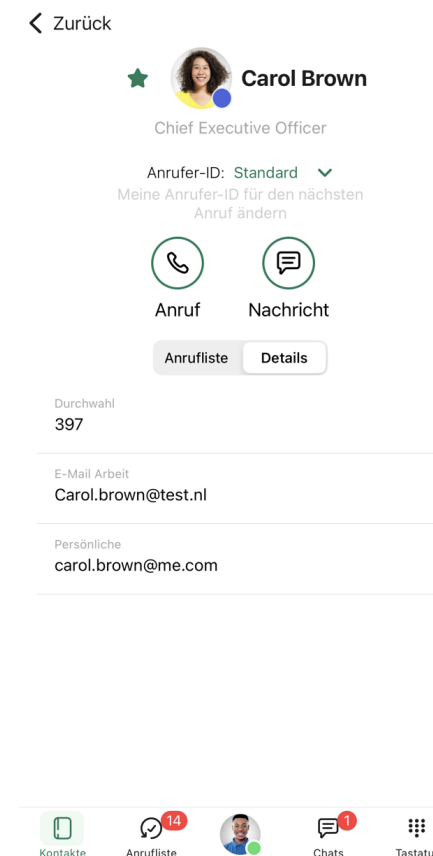 Zurück
Carol Brown
Chief Executive Officer
Anrufer-ID: Standard
Meine Anrufer-ID für den nächsten
Anruf ändern
Anruf Nachricht
Anrufliste Details
Durchwahl
397
E-Mail Arbeit
Carol.brown@test.nl
Persönliche
carol.brown@me.com
14 1
Kontakte Anrufliste Chats Tastatu